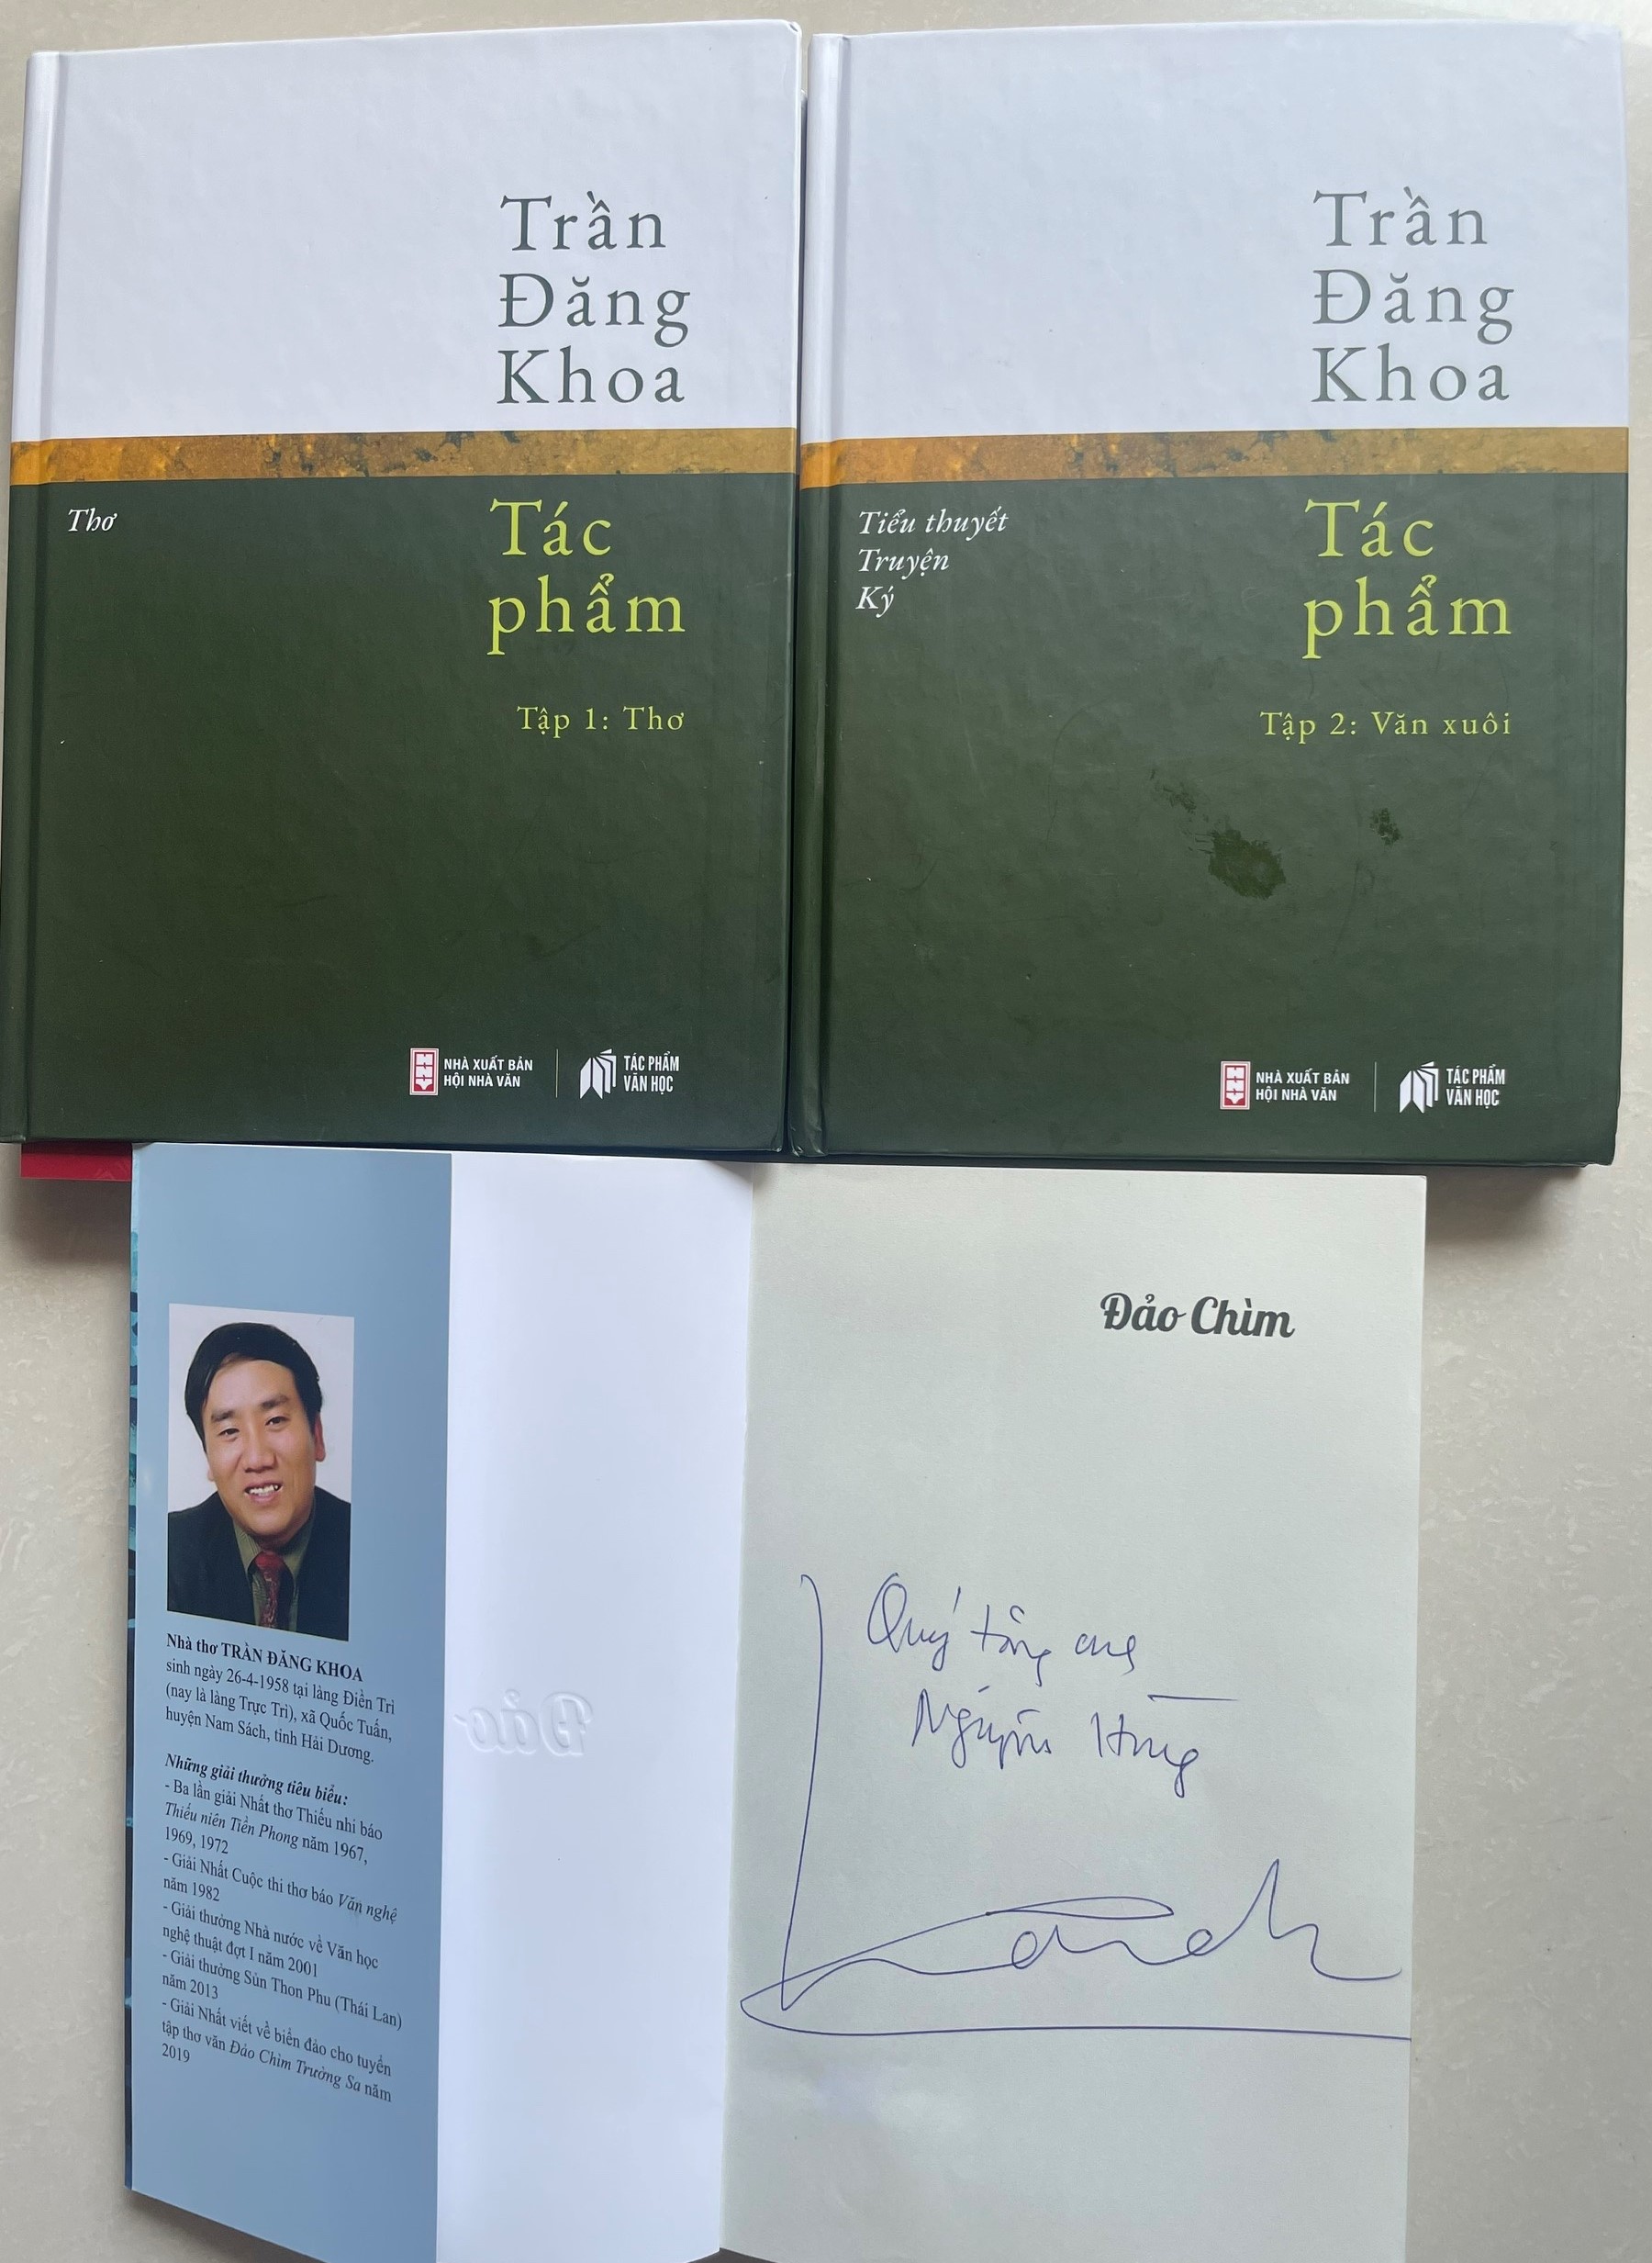 Trần
Đăng
Khoa
Thơ
Tác
phẩm
Tập 1: Thơ
NHÀ XUẤT BẢN
HỘI NHÀ VĂN
TÁC PHẨM
VĂN HỌC
Trần
Đăng
Khoa
Tiểu thuyết
Truyện
Ký
Tác
phẩm
Tập 2: Văn xuôi
NHÀ XUẤT BẢN
HỘI NHÀ VĂN
TÁC PHẨM
VĂN HỌC
Nhà thơ TRẦN ĐĂNG KHOA
sinh ngày 26-4-1958 tại làng Điền Trì
(nay là làng Trực Trì), xã Quốc Tuấn,
huyện Nam Sách, tỉnh Hải Dương.
Những giải thưởng tiêu biểu:
- Ba lần giải Nhất thơ Thiếu nhi báo
Thiếu niên Tiền Phong năm 1967,
1969, 1972
- Giải Nhất Cuộc thi thơ báo Văn nghệ
năm 1982
- Giải thưởng Nhà nước về Văn học
nghệ thuật đợt I năm 2001
- Giải thưởng Sùn Thon Phu (Thái Lan)
năm 2013
- Giải Nhất viết về biển đảo cho tuyển
tập thơ văn Đảo Chìm Trường Sa năm
2019
Đảo
Đảo Chìm
Quý tặng anh
Nguyễn Hùng